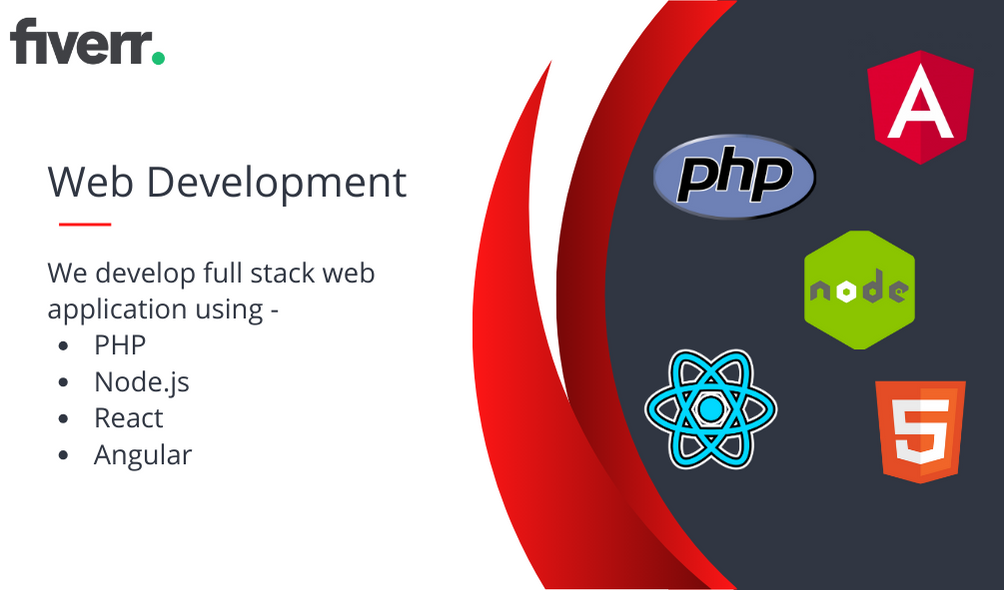 fiverr.
Web Development
We develop full stack web
application using -
• PHP
• Node.js
• React
• Angular
A
php
node
5